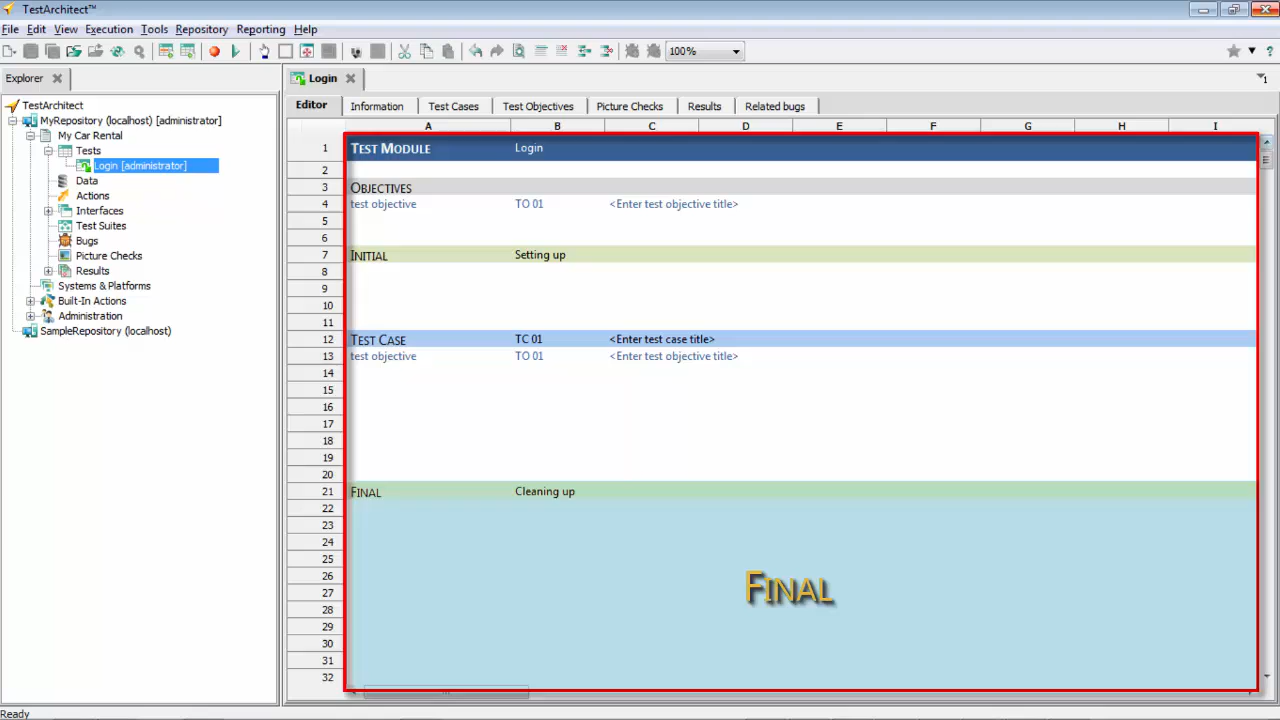 TestArchitect™
File Edit View Execution Tools Repository Reporting Help
100%
Explorer
Login
TestArchitect
MyRepository (localhost) [administrator]
My Car Rental
Tests
Login [administrator]
Data
Actions
Interfaces
Test Suites
Bugs
Picture Checks
Results
Systems & Platforms
Built-In Actions
Administration
SampleRepository (localhost)
Editor Information Test Cases Test Objectives Picture Checks Results Related bugs
A B C D E F G H I
1 TEST MODULE Login
2
3 OBJECTIVES
4 test objective TO 01 <Enter test objective title>
5
6
7 INITIAL Setting up
8
9
10
11
12 TEST CASE TC 01 <Enter test case title>
13 test objective TO 01 <Enter test objective title>
14
15
16
17
18
19
20
21 FINAL Cleaning up
22
23
24
25
26
27
28
29
30
31
32
FINAL
Ready